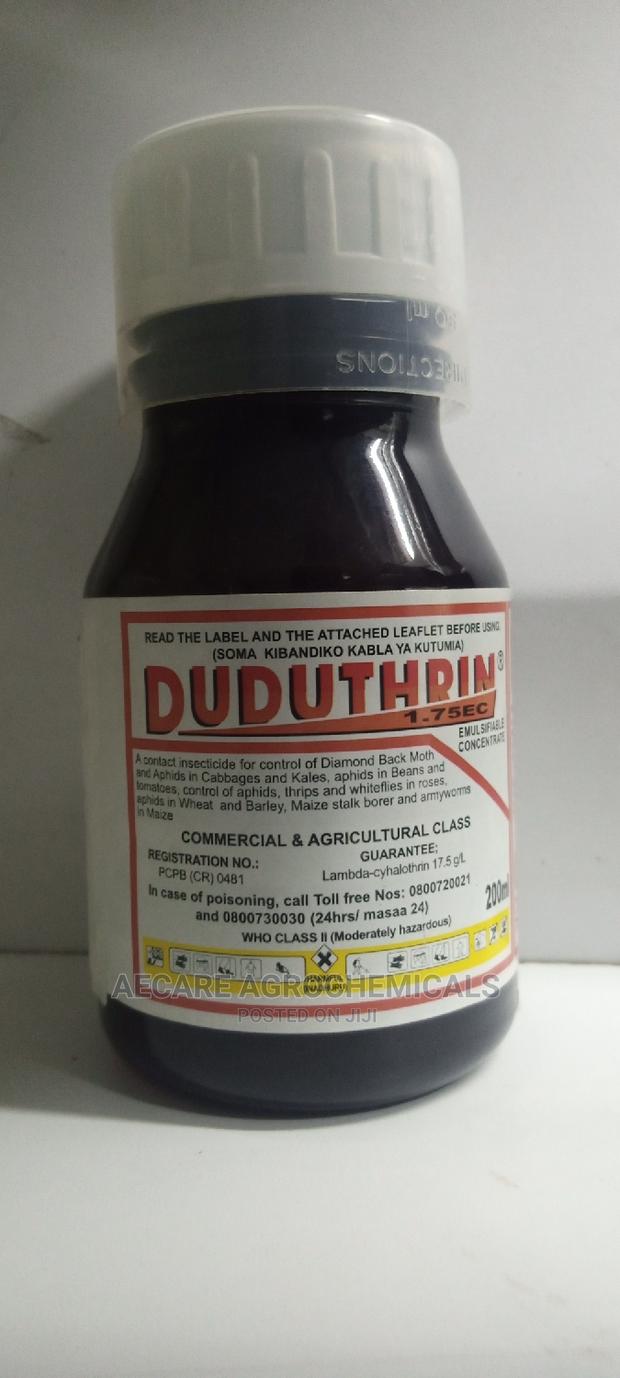 IRECTIONS
READ THE LABEL AND THE ATTACHED LEAFLET BEFORE USING.
(SOMA KIBANDIKO KABLA YA KUTUMIA)
DUDUTHRIN®
1.75EC
EMULSIFIABLE
CONCENTRATE
A contact insecticide for control of Diamond Back Moth
and Aphids in Cabbages and Kales, aphids in Beans and
tomatoes, control of aphids, thrips and whiteflies in roses,
aphids in Wheat and Barley, Maize stalk borer and armyworms
in Maize
COMMERCIAL & AGRICULTURAL CLASS
REGISTRATION NO.:
PCPB (CR) 0481
GUARANTEE;
Lambda-cyhalothrin 17.5 g/L
200ml
In case of poisoning, call Toll free Nos: 0800720021
and 0800730030 (24hrs/ masaa 24)
WHO CLASS II (Moderately hazardous)
HARMFUL
AECARE AGROCHEMICALS
POSTED ON JIJI